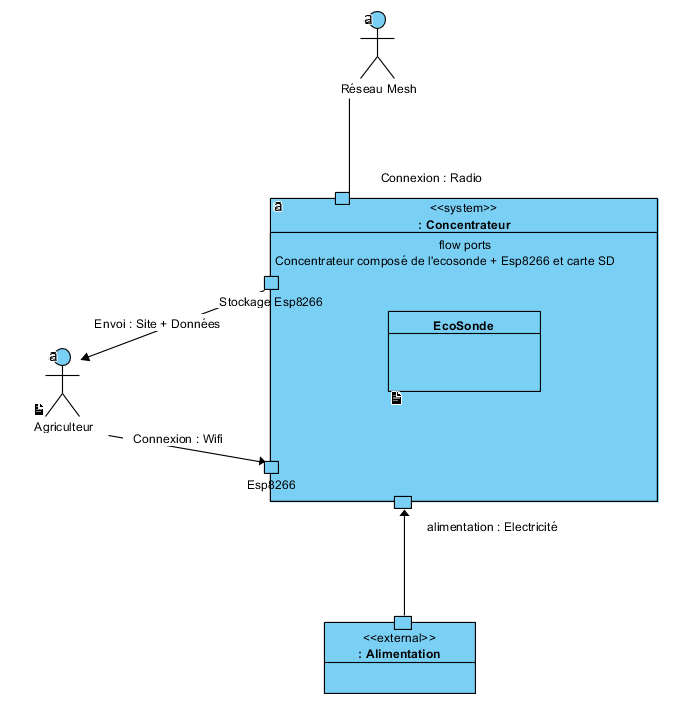 a
Réseau Mesh
Connexion : Radio
a
<<system>>
: Concentrateur
flow ports
Concentrateur composé de l'ecosonde + Esp8266 et carte SD
Stockage Esp8266
Envoi : Site + Données
EcoSonde
a
Agriculteur
Connexion : Wifi
Esp8266
alimentation : Electricité
<<external>>
: Alimentation